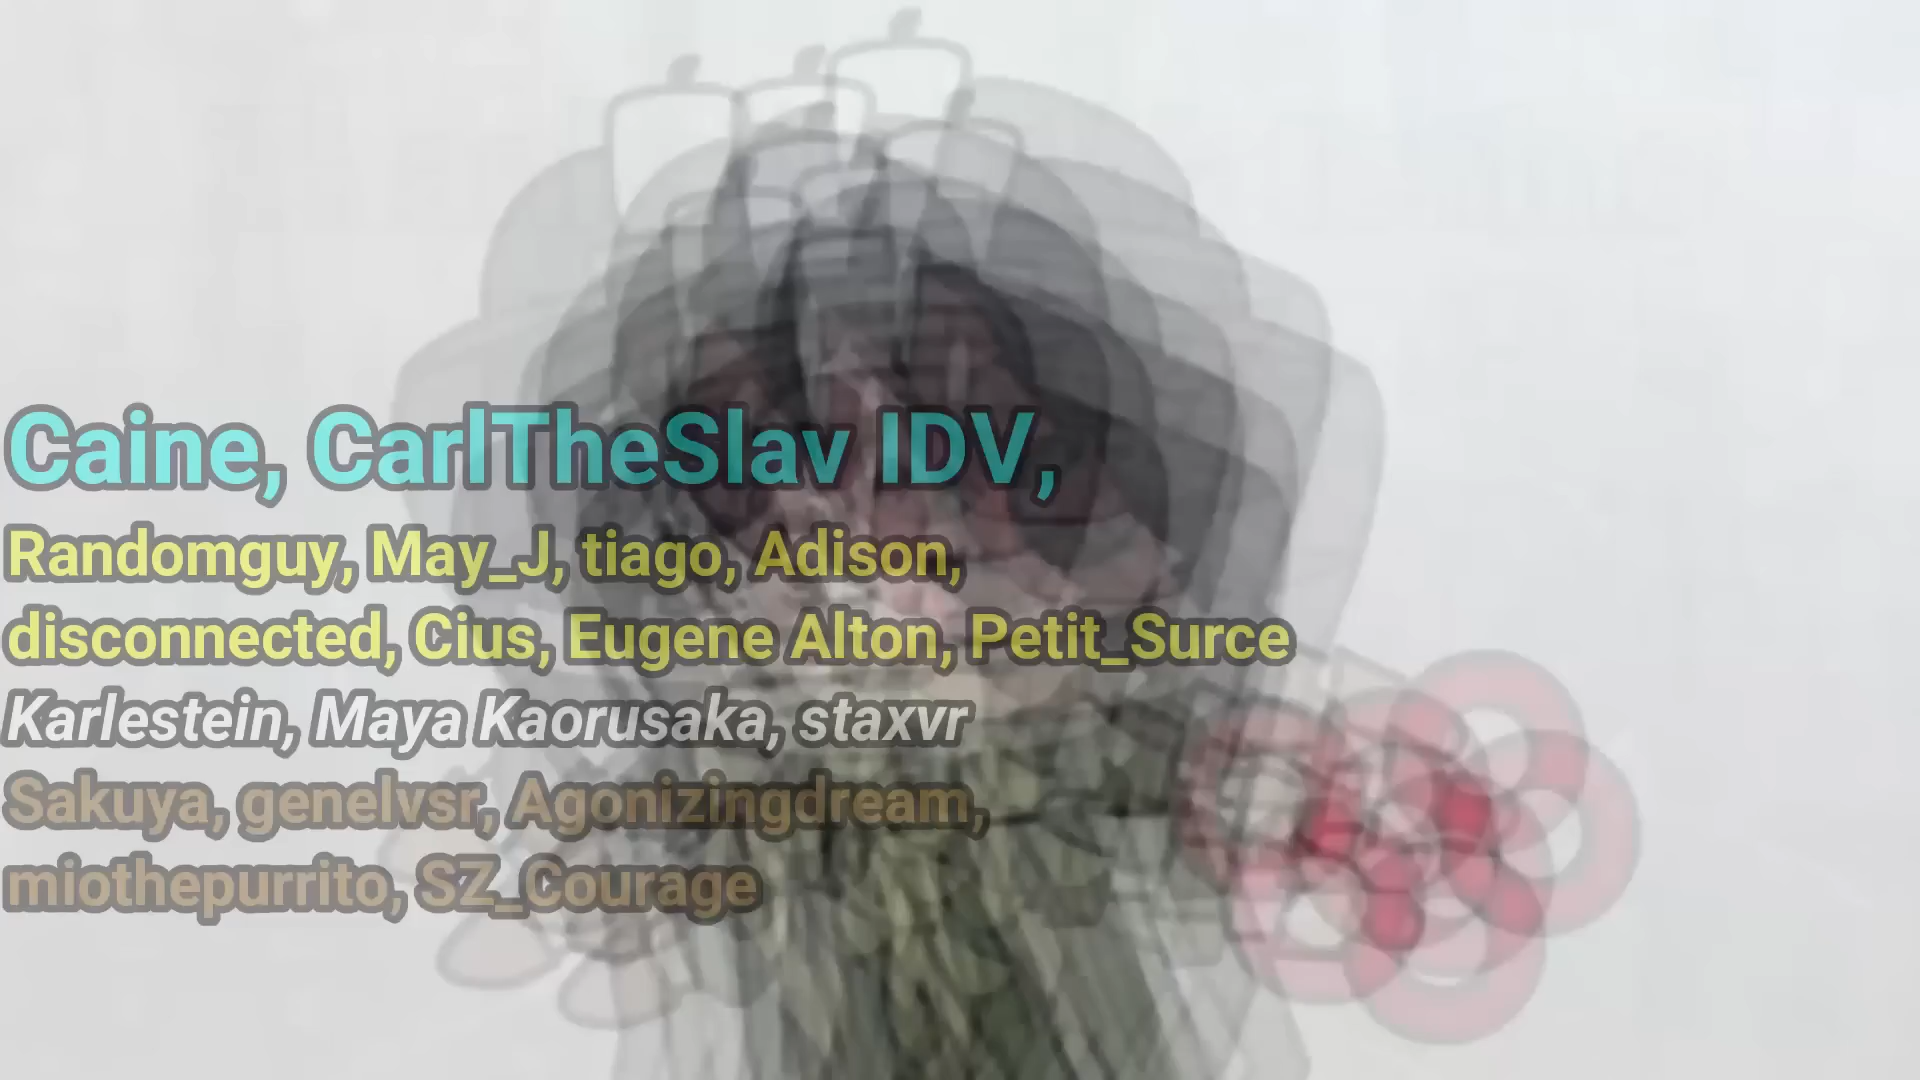 Caine, CarlTheSlav IDV,
Randomguy, May_J, tiago, Adison,
disconnected, Cius, Eugene Alton, Petit_Surce
Karlestein, Maya Kaorusaka, staxvr
Sakuya, genelvsr, Agonizingdream,
miothepurrito, SZ_Courage